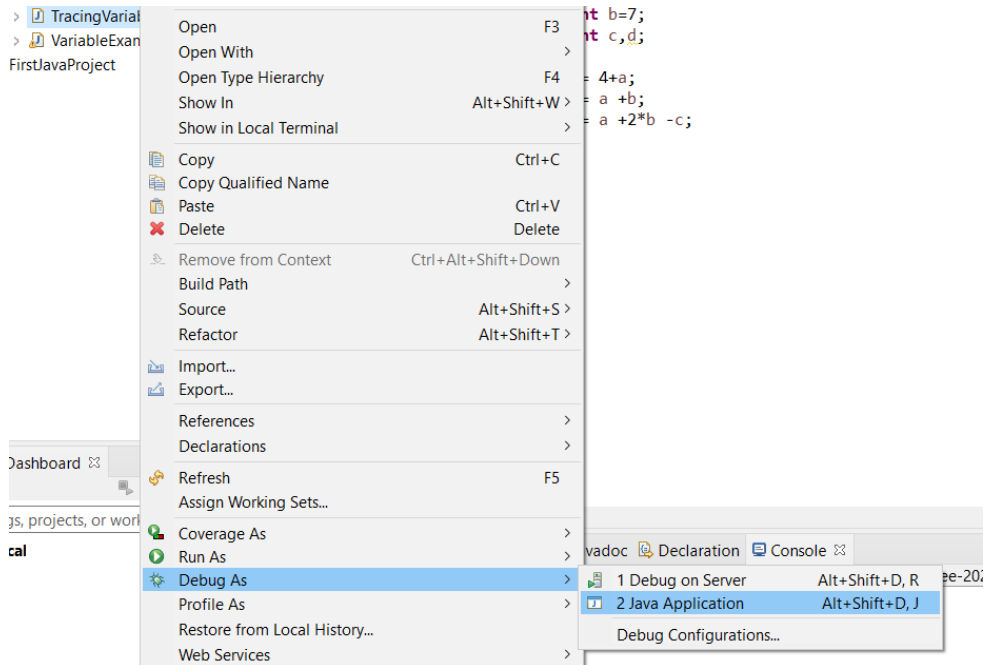 TracingVariab
VariableExan
FirstJavaProject
nt b=7;
nt c,d;
= 4+a;
= a +b;
= a +2*b -c;
Open F3
Open With
Open Type Hierarchy F4
Show In Alt+Shift+W
Show in Local Terminal
Copy Ctrl+C
Copy Qualified Name
Paste Ctrl+V
Delete Delete
Remove from Context Ctrl+Alt+Shift+Down
Build Path
Source Alt+Shift+S
Refactor Alt+Shift+T
Import...
Export...
References
Declarations
Refresh F5
Assign Working Sets...
Coverage As
Run As
Debug As
Profile As
Restore from Local History...
Web Services
Dashboard
gs, projects, or work
cal
vadoc Declaration Console
ee-202
1 Debug on Server Alt+Shift+D, R
2 Java Application Alt+Shift+D, J
Debug Configurations...